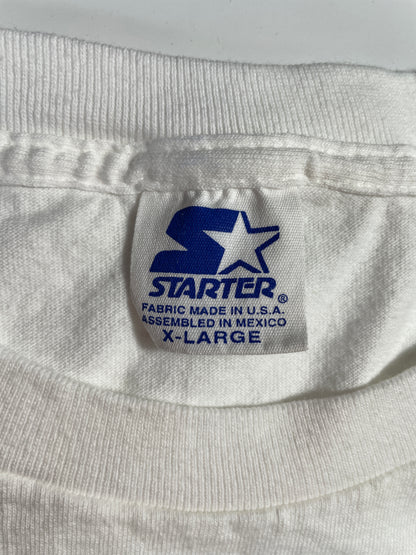 STARTER®
FABRIC MADE IN U.S.A.
ASSEMBLED IN MEXICO
X-LARGE